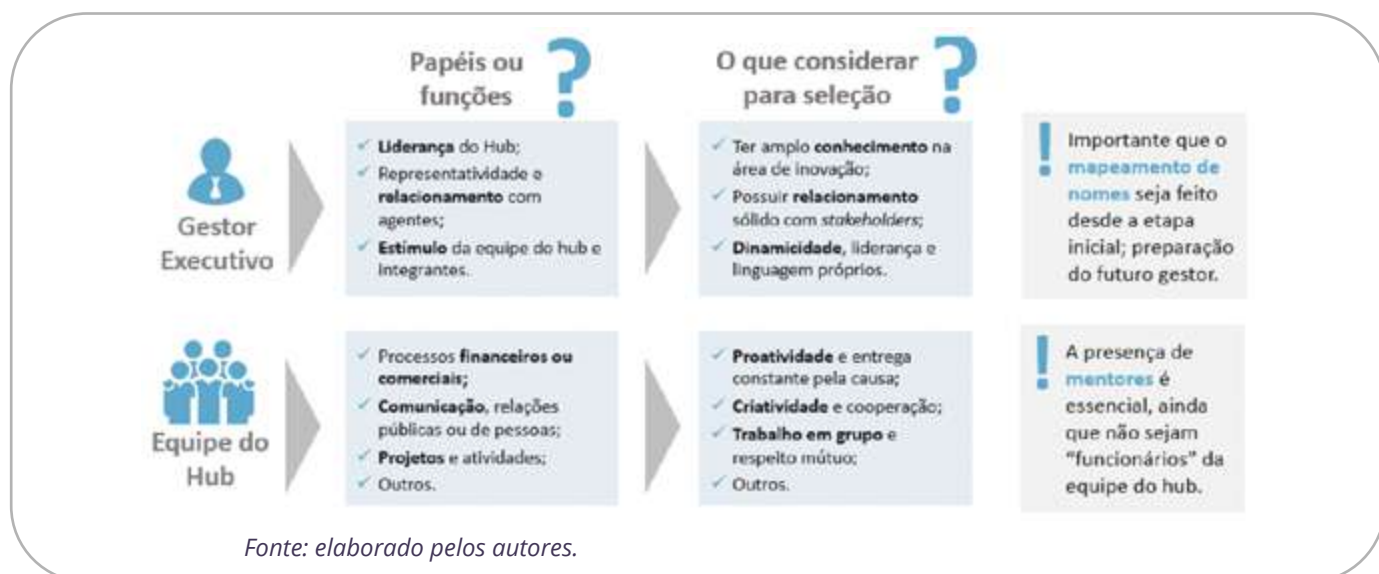 Papéis ou
funções
?
O que considerar
para seleção
?
Gestor
Executivo
✓ Liderança do Hub;
✓ Representatividade e
relacionamento com
agentes;
✓ Estímulo da equipe do hub e
integrantes.
✓ Ter amplo conhecimento na
área de inovação;
✓ Possuir relacionamento
sólido com stakeholders;
✓ Dinamicidade, liderança e
linguagem próprios.
!
Importante que o
mapeamento de
nomes seja feito
desde a etapa
inicial; preparação
do futuro gestor.
Equipe do
Hub
✓ Processos financeiros ou
comerciais;
✓ Comunicação, relações
públicas ou de pessoas;
✓ Projetos e atividades;
✓ Outros.
✓ Proatividade e entrega
constante pela causa;
✓ Criatividade e cooperação;
✓ Trabalho em grupo e
respeito mútuo;
✓ Outros.
!
A presença de
mentores é
essencial, ainda
que não sejam
“funcionários” da
equipe do hub.
Fonte: elaborado pelos autores.